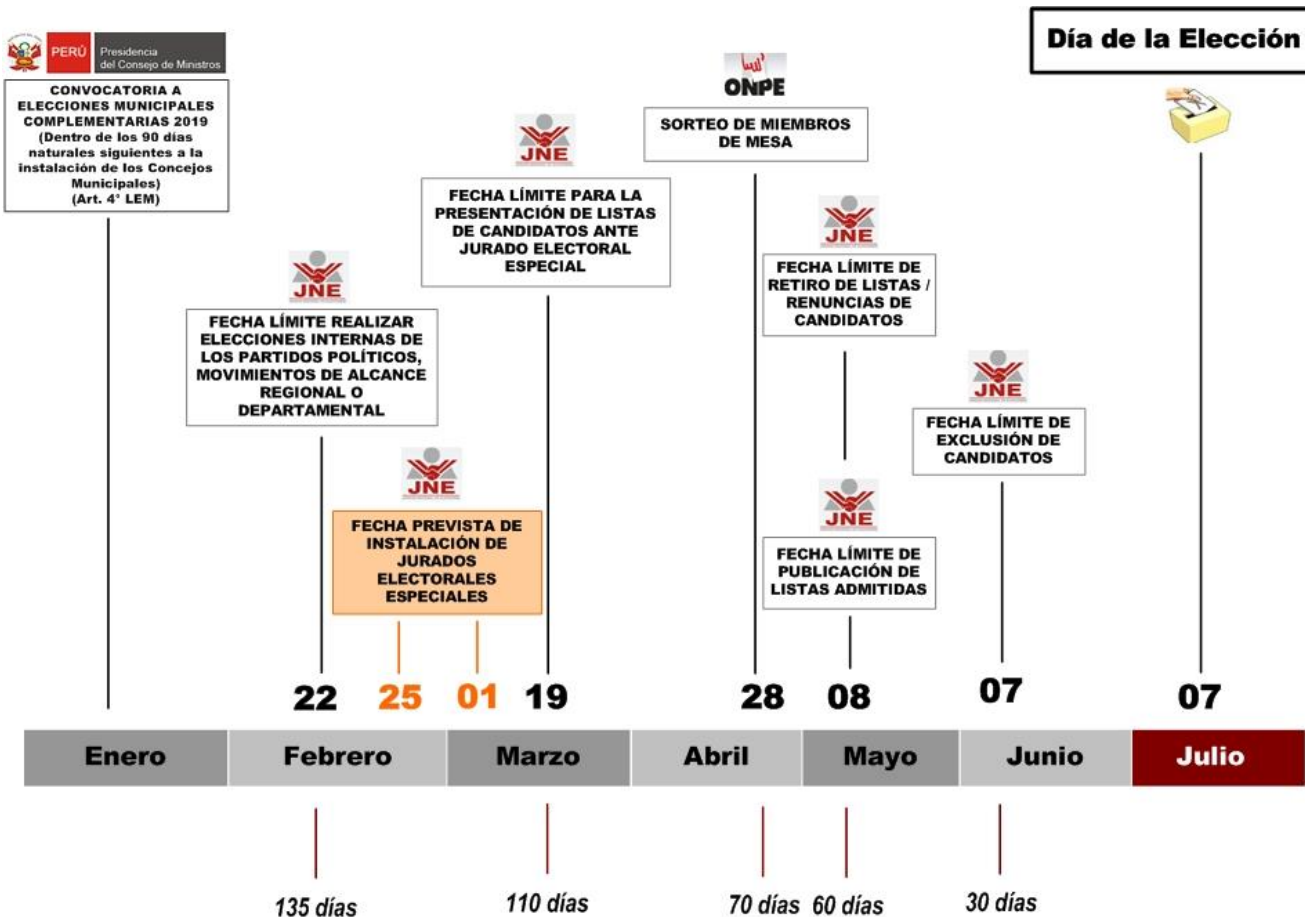 PERÚ
Presidencia
del Consejo de Ministros
CONVOCATORIA A
ELECCIONES MUNICIPALES
COMPLEMENTARIAS 2019
(Dentro de los 90 días
naturales siguientes a la
instalación de los Concejos
Municipales)
(Art. 4° LEM)
JNE
FECHA LÍMITE REALIZAR
ELECCIONES INTERNAS DE
LOS PARTIDOS POLÍTICOS,
MOVIMIENTOS DE ALCANCE
REGIONAL O
DEPARTAMENTAL
JNE
FECHA PREVISTA DE
INSTALACIÓN DE
JURADOS
ELECTORALES
ESPECIALES
JNE
FECHA LÍMITE PARA LA
PRESENTACIÓN DE LISTAS
DE CANDIDATOS ANTE
JURADO ELECTORAL
ESPECIAL
ONPE
SORTEO DE MIEMBROS
DE MESA
JNE
FECHA LÍMITE DE
RETIRO DE LISTAS /
RENUNCIAS DE
CANDIDATOS
JNE
FECHA LÍMITE DE
PUBLICACIÓN DE
LISTAS ADMITIDAS
JNE
FECHA LÍMITE DE
EXCLUSIÓN DE
CANDIDATOS
Día de la Elección
22 25 01 19 28 08 07 07
Enero Febrero Marzo Abril Mayo Junio Julio
135 días 110 días 70 días 60 días 30 días